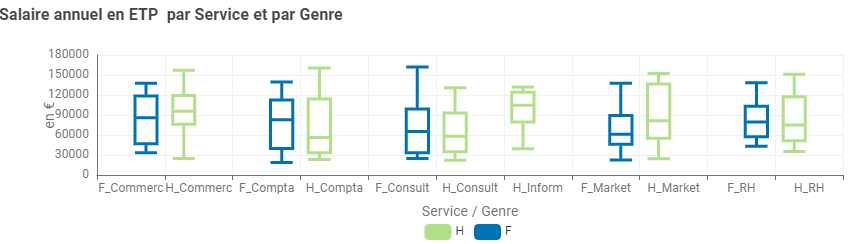 Salaire annuel en ETP  par Service et par Genre
en €
180000
150000
120000
90000
60000
30000
0
F_Commerc H_Commerc F_Compta H_Compta F_Consult H_Consult H_Inform F_Market H_Market F_RH H_RH
Service / Genre
H F